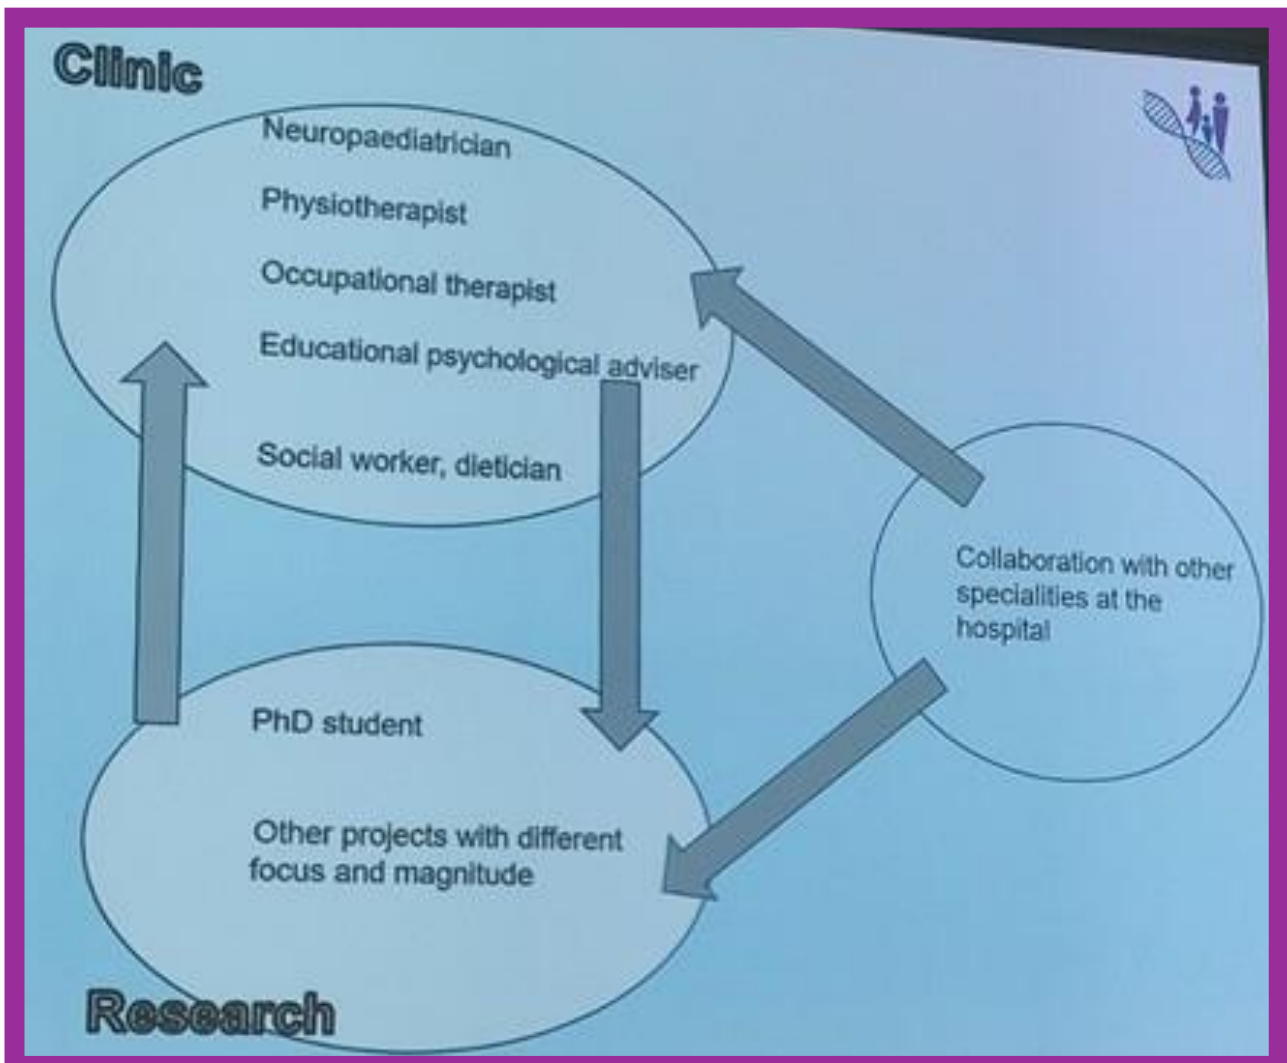 Clinic
Neuropaediatrician
Physiotherapist
Occupational therapist
Educational psychological adviser
Social worker, dietician
Collaboration with other
specialities at the
hospital
PhD student
Other projects with different
focus and magnitude
Research